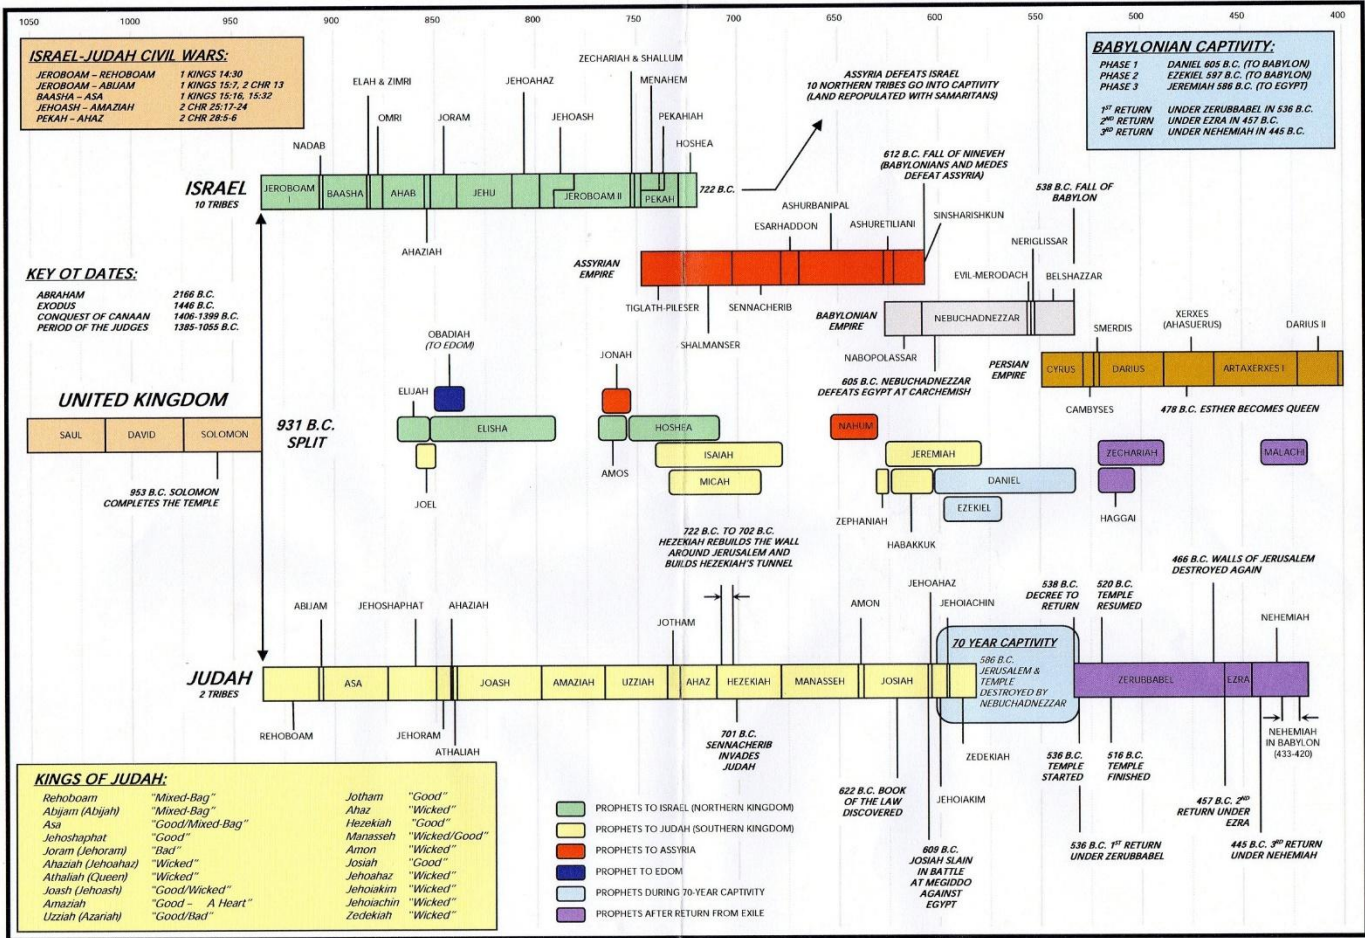 1050 1000 950 900 850 800 750 700 650 600 550 500 450 400
ISRAEL-JUDAH CIVIL WARS:
JEROBOAM – REHOBOAM 1 KINGS 14:30
JEROBOAM – ABIJAM 1 KINGS 15:7, 2 CHR 13
BAASHA – ASA 1 KINGS 15:16, 15:32
JEHOASH – AMAZIAH 2 CHR 25:17-24
PEKAH – AHAZ 2 CHR 28:5-6
BABYLONIAN CAPTIVITY:
PHASE 1 DANIEL 605 B.C. (TO BABYLON)
PHASE 2 EZEKIEL 597 B.C. (TO BABYLON)
PHASE 3 JEREMIAH 586 B.C. (TO EGYPT)
1ST RETURN UNDER ZERUBBABEL IN 536 B.C.
2ND RETURN UNDER EZRA IN 457 B.C.
3RD RETURN UNDER NEHEMIAH IN 445 B.C.
NADAB
ELAH & ZIMRI
OMRI
JORAM
JEHOAHAZ
JEHOASH
ZECHARIAH & SHALLUM
MENAHEM
PEKAHIAH
HOSHEA
ISRAEL
10 TRIBES
JEROBOAM
I
BAASHA
AHAB
JEHU
JEROBOAM II
PEKAH
722 B.C.
AHAZIAH
ASSYRIA DEFEATS ISRAEL
10 NORTHERN TRIBES GO INTO CAPTIVITY
(LAND REPOPULATED WITH SAMARITANS)
612 B.C. FALL OF NINEVEH
(BABYLONIANS AND MEDES
DEFEAT ASSYRIA)
538 B.C. FALL OF
BABYLON
ASHURBANIPAL
ESARHADDON
ASHURETILIANI
SINSHARISHKUN
ASSYRIAN
EMPIRE
TIGLATH-PILESER
SHALMANSER
SENNACHERIB
NERIGLISSAR
EVIL-MERODACH
BELSHAZZAR
BABYLONIAN
EMPIRE
NEBUCHADNEZZAR
NABOPOLASSAR
605 B.C. NEBUCHADNEZZAR
DEFEATS EGYPT AT CARCHEMISH
SMERDIS
XERXES
(AHASUERUS)
DARIUS II
PERSIAN
EMPIRE
CYRUS
DARIUS
ARTAXERXES I
CAMBYSES
478 B.C. ESTHER BECOMES QUEEN
KEY OT DATES:
ABRAHAM 2166 B.C.
EXODUS 1446 B.C.
CONQUEST OF CANAAN 1406-1399 B.C.
PERIOD OF THE JUDGES 1385-1055 B.C.
UNITED KINGDOM
SAUL
DAVID
SOLOMON
953 B.C. SOLOMON
COMPLETES THE TEMPLE
931 B.C.
SPLIT
OBADIAH
(TO EDOM)
ELIJAH
ELISHA
JOEL
JONAH
AMOS
HOSHEA
ISAIAH
MICAH
NAHUM
JEREMIAH
DANIEL
EZEKIEL
ZEPHANIAH
HABAKKUK
ZECHARIAH
HAGGAI
MALACHI
722 B.C. TO 702 B.C.
HEZEKIAH REBUILDS THE WALL
AROUND JERUSALEM AND
BUILDS HEZEKIAH'S TUNNEL
ABIJAM
JEHOSHAPHAT
AHAZIAH
JOTHAM
AMON
JEHOAHAZ
JEHOIACHIN
538 B.C.
DECREE TO
RETURN
520 B.C.
TEMPLE
RESUMED
466 B.C. WALLS OF JERUSALEM
DESTROYED AGAIN
NEHEMIAH
JUDAH
2 TRIBES
ASA
JOASH
AMAZIAH
UZZIAH
AHAZ
HEZEKIAH
MANASSEH
JOSIAH
70 YEAR CAPTIVITY
586 B.C.
JERUSALEM &
TEMPLE
DESTROYED BY
NEBUCHADNEZZAR
ZERUBBABEL
EZRA
REHOBOAM
JEHORAM
ATHALIAH
701 B.C.
SENNACHERIB
INVADES
JUDAH
622 B.C. BOOK
OF THE LAW
DISCOVERED
609 B.C.
JOSIAH SLAIN
IN BATTLE
AT MEGIDDO
AGAINST
EGYPT
JEHOIAKIM
ZEDEKIAH
536 B.C.
TEMPLE
STARTED
516 B.C.
TEMPLE
FINISHED
536 B.C. 1ST RETURN
UNDER ZERUBBABEL
457 B.C. 2ND
RETURN UNDER
EZRA
445 B.C. 3RD RETURN
UNDER NEHEMIAH
NEHEMIAH
IN BABYLON
(433-420)
KINGS OF JUDAH:
Rehoboam "Mixed-Bag"
Abijam (Abijah) "Mixed-Bag"
Asa "Good/Mixed-Bag"
Jehoshaphat "Good"
Joram (Jehoram) "Bad"
Ahaziah (Jehoahaz) "Wicked"
Athaliah (Queen) "Wicked"
Joash (Jehoash) "Good/Wicked"
Amaziah "Good – A Heart"
Uzziah (Azariah) "Good/Bad"
Jotham "Good"
Ahaz "Wicked"
Hezekiah "Good"
Manasseh "Wicked/Good"
Amon "Wicked"
Josiah "Good"
Jehoahaz "Wicked"
Jehoiakim "Wicked"
Jehoiachin "Wicked"
Zedekiah "Wicked"
PROPHETS TO ISRAEL (NORTHERN KINGDOM)
PROPHETS TO JUDAH (SOUTHERN KINGDOM)
PROPHETS TO ASSYRIA
PROPHET TO EDOM
PROPHETS DURING 70-YEAR CAPTIVITY
PROPHETS AFTER RETURN FROM EXILE